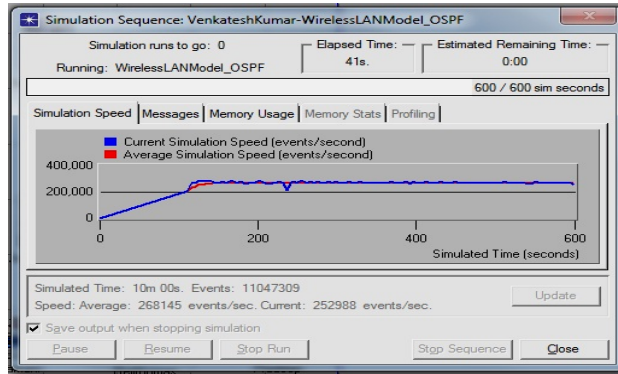 Simulation Sequence: VenkateshKumar-WirelessLANModel_OSPF
Simulation runs to go: 0
Running: WirelessLANModel_OSPF
Elapsed Time:
41s.
Estimated Remaining Time:
0:00
600 / 600 sim seconds
Simulation Speed Messages Memory Usage Memory Stats Profiling
Current Simulation Speed (events/second)
Average Simulation Speed (events/second)
400,000
200,000
0
0 200 400 600
Simulated Time (seconds)
Simulated Time: 10m 00s. Events: 11047309
Speed: Average: 268145 events/sec. Current: 252988 events/sec.
Update
Save output when stopping simulation
Pause Resume Stop Run Stop Sequence Close